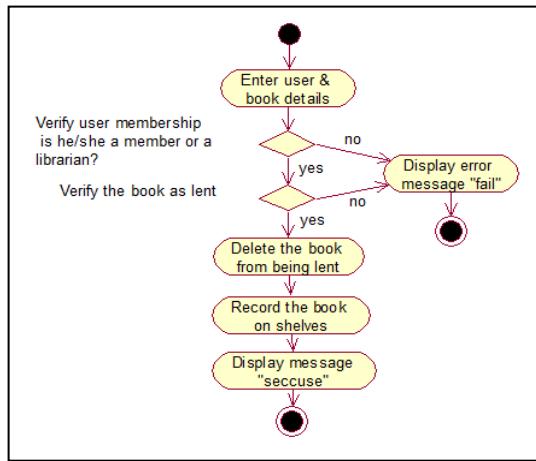 Enter user &
book details
Verify user membership
is he/she a member or a
librarian?
no
Display error
message "fail"
yes
Verify the book as lent
no
yes
Delete the book
from being lent
Record the book
on shelves
Display message
"seccuse"